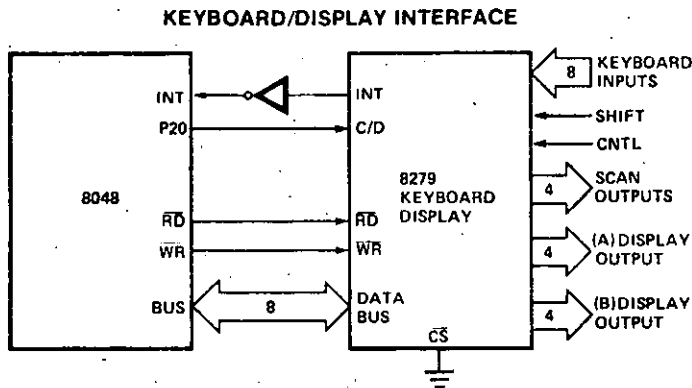 KEYBOARD/DISPLAY INTERFACE
8048
INT
P20
RD
WR
BUS
8
INT
C/D
8279
KEYBOARD
DISPLAY
RD
WR
DATA
BUS
CS
8
KEYBOARD
INPUTS
SHIFT
CNTL
4
SCAN
OUTPUTS
4
(A)DISPLAY
OUTPUT
4
(B)DISPLAY
OUTPUT